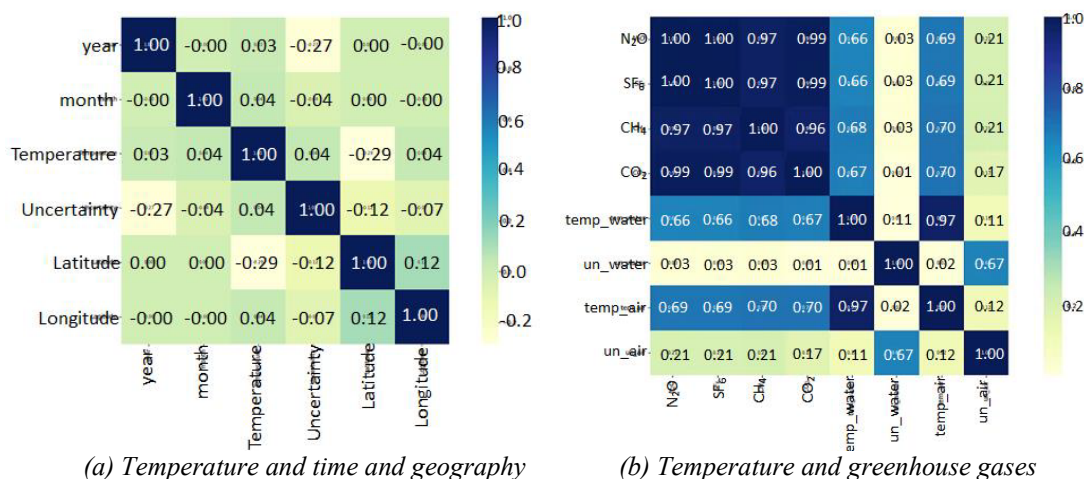 year 1.00 -0.00 0.03 -0.27 0.00 -0.00
month -0.00 1.00 0.04 -0.04 0.00 -0.00
Temperature 0.03 0.04 1.00 0.04 -0.29 0.04
Uncertainty -0.27 -0.04 0.04 1.00 -0.12 -0.07
Latitude 0.00 0.00 -0.29 -0.12 1.00 0.12
Longitude -0.00 -0.00 0.04 -0.07 0.12 1.00
year month Temperature Uncertainty Latitude Longitude
1.0
0.8
0.6
0.4
0.2
0.0
-0.2
(a) Temperature and time and geography
N₂O 1.00 1.00 0.97 0.99 0.66 0.03 0.69 0.21
SF₆ 1.00 1.00 0.97 0.99 0.66 0.03 0.69 0.21
CH₄ 0.97 0.97 1.00 0.96 0.68 0.03 0.70 0.21
CO₂ 0.99 0.99 0.96 1.00 0.67 0.01 0.70 0.17
temp_water 0.66 0.66 0.68 0.67 1.00 0.11 0.97 0.11
un_water 0.03 0.03 0.03 0.01 0.01 1.00 0.02 0.67
temp_air 0.69 0.69 0.70 0.70 0.97 0.02 1.00 0.12
un_air 0.21 0.21 0.21 0.17 0.11 0.67 0.12 1.00
N₂O SF₆ CH₄ CO₂ emp_water un_water temp_air un_air
1.0
0.8
0.6
0.4
0.2
(b) Temperature and greenhouse gases